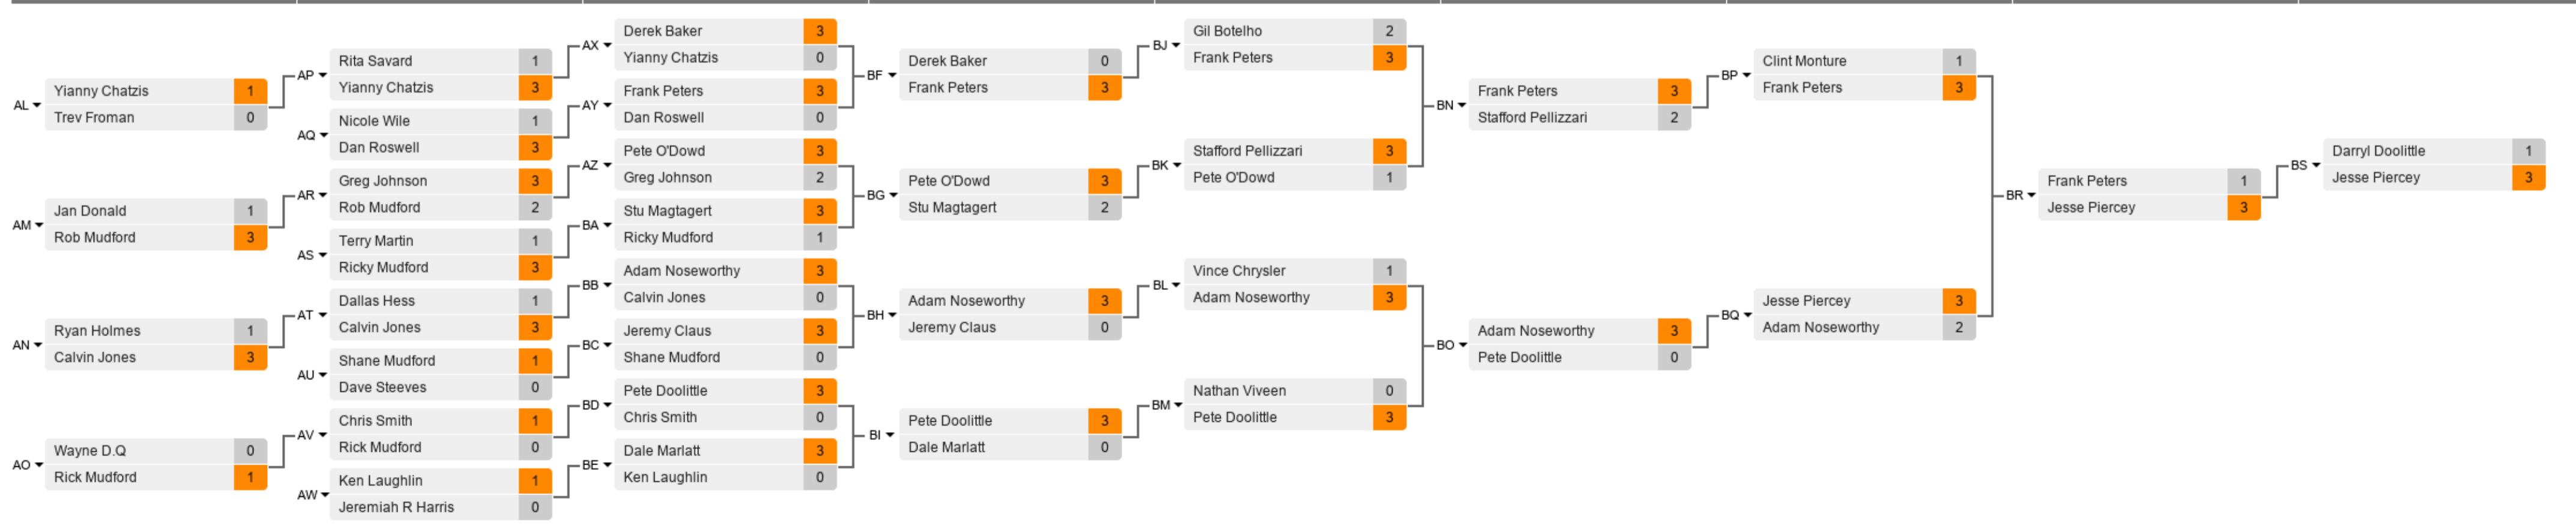 AL Yianny Chatzis 1
Trev Froman 0
AM Jan Donald 1
Rob Mudford 3
AN Ryan Holmes 1
Calvin Jones 3
AO Wayne D.Q 0
Rick Mudford 1
AP Rita Savard 1
Yianny Chatzis 3
AQ Nicole Wile 1
Dan Roswell 3
AR Greg Johnson 3
Rob Mudford 2
AS Terry Martin 1
Ricky Mudford 3
AT Dallas Hess 1
Calvin Jones 3
AU Shane Mudford 1
Dave Steeves 0
AV Chris Smith 1
Rick Mudford 0
AW Ken Laughlin 1
Jeremiah R Harris 0
AX Derek Baker 3
Yianny Chatzis 0
AY Frank Peters 3
Dan Roswell 0
AZ Pete O'Dowd 3
Greg Johnson 2
BA Stu Magtagert 3
Ricky Mudford 1
BB Adam Noseworthy 3
Calvin Jones 0
BC Jeremy Claus 3
Shane Mudford 0
BD Pete Doolittle 3
Chris Smith 0
BE Dale Marlatt 3
Ken Laughlin 0
BF Derek Baker 0
Frank Peters 3
BG Pete O'Dowd 3
Stu Magtagert 2
BH Adam Noseworthy 3
Jeremy Claus 0
BI Pete Doolittle 3
Dale Marlatt 0
BJ Gil Botelho 2
Frank Peters 3
BK Stafford Pellizzari 3
Pete O'Dowd 1
BL Vince Chrysler 1
Adam Noseworthy 3
BM Nathan Viveen 0
Pete Doolittle 3
BN Frank Peters 3
Stafford Pellizzari 2
BO Adam Noseworthy 3
Pete Doolittle 0
BP Clint Monture 1
Frank Peters 3
BQ Jesse Piercey 3
Adam Noseworthy 2
BR Frank Peters 1
Jesse Piercey 3
BS Darryl Doolittle 1
Jesse Piercey 3